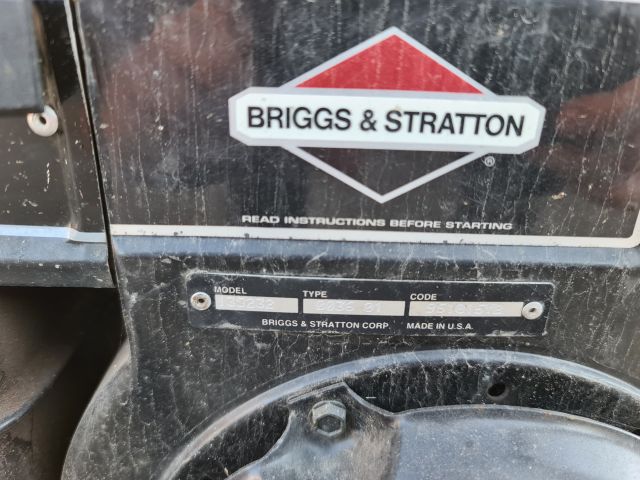 BRIGGS & STRATTON
®
READ INSTRUCTIONS BEFORE STARTING
MODEL TYPE CODE
BRIGGS & STRATTON CORP. MADE IN U.S.A.